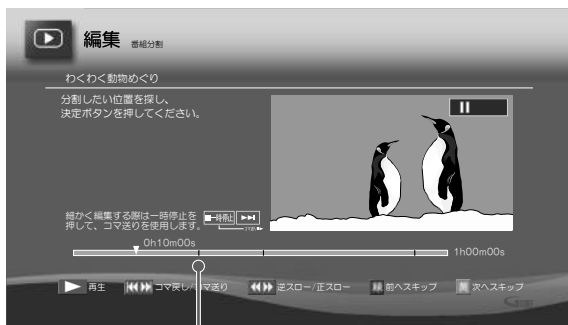 編集 番組分割
わくわく動物めぐり
分割したい位置を探し、
決定ボタンを押してください。
細かく編集する際は一時停止を
押して、コマ送りを使用します。
一時停止
0h10m00s
1h00m00s
再生 コマ戻し/コマ送り 逆スロー/正スロー 前へスキップ 次へスキップ